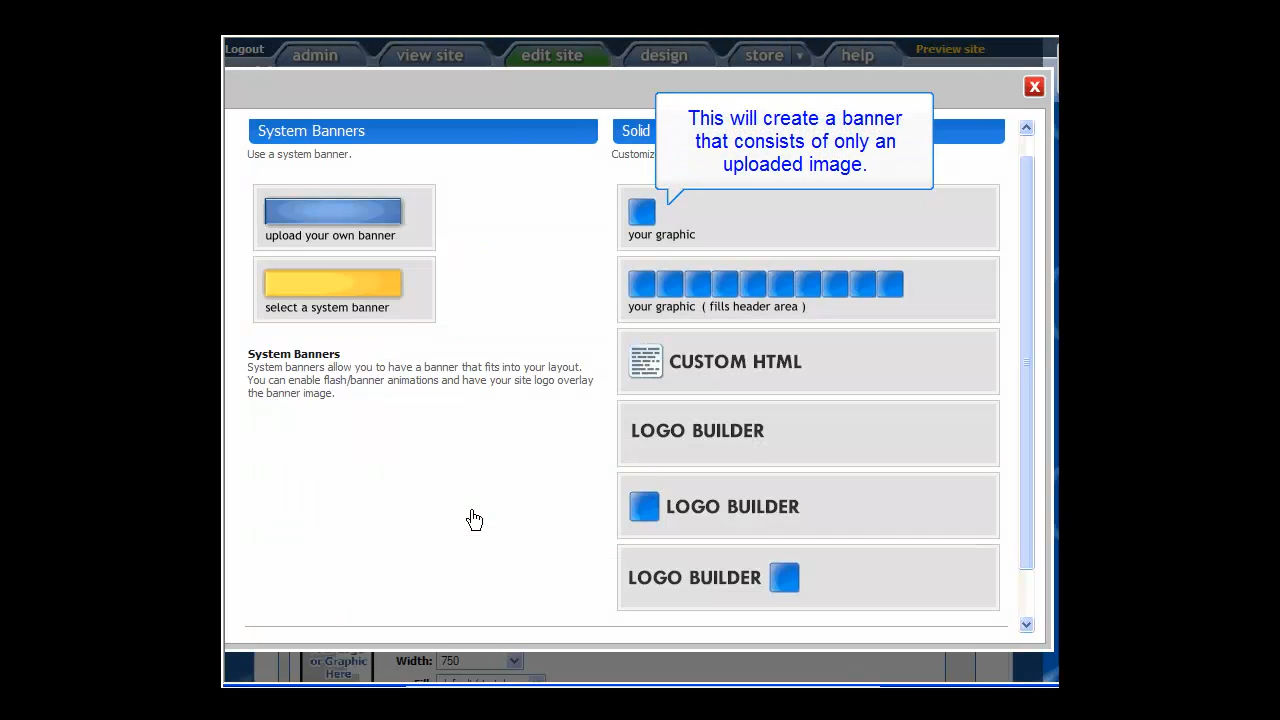 Logout
admin
view site
edit site
design
store
help
Preview site
System Banners
Use a system banner.
upload your own banner
select a system banner
System Banners
System banners allow you to have a banner that fits into your layout.
You can enable flash/banner animations and have your site logo overlay
the banner image.
Solid
Customiz
This will create a banner
that consists of only an
uploaded image.
your graphic
your graphic ( fills header area )
CUSTOM HTML
LOGO BUILDER
LOGO BUILDER
LOGO BUILDER
or Graphic
Here
Width: 750